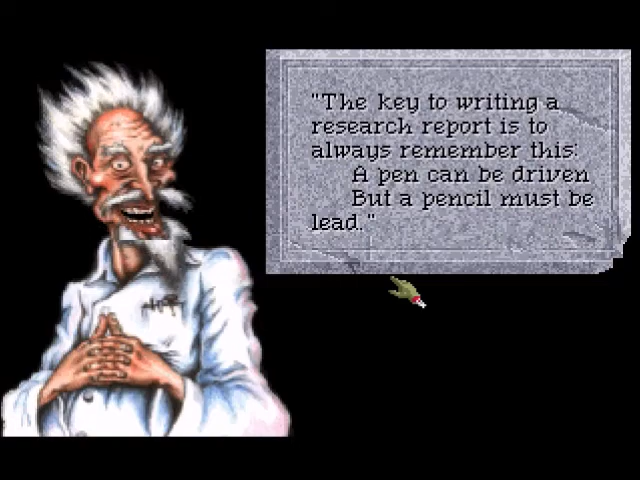 "The key to writing a
research report is to
always remember this:
A pen can be driven
But a pencil must be
lead."